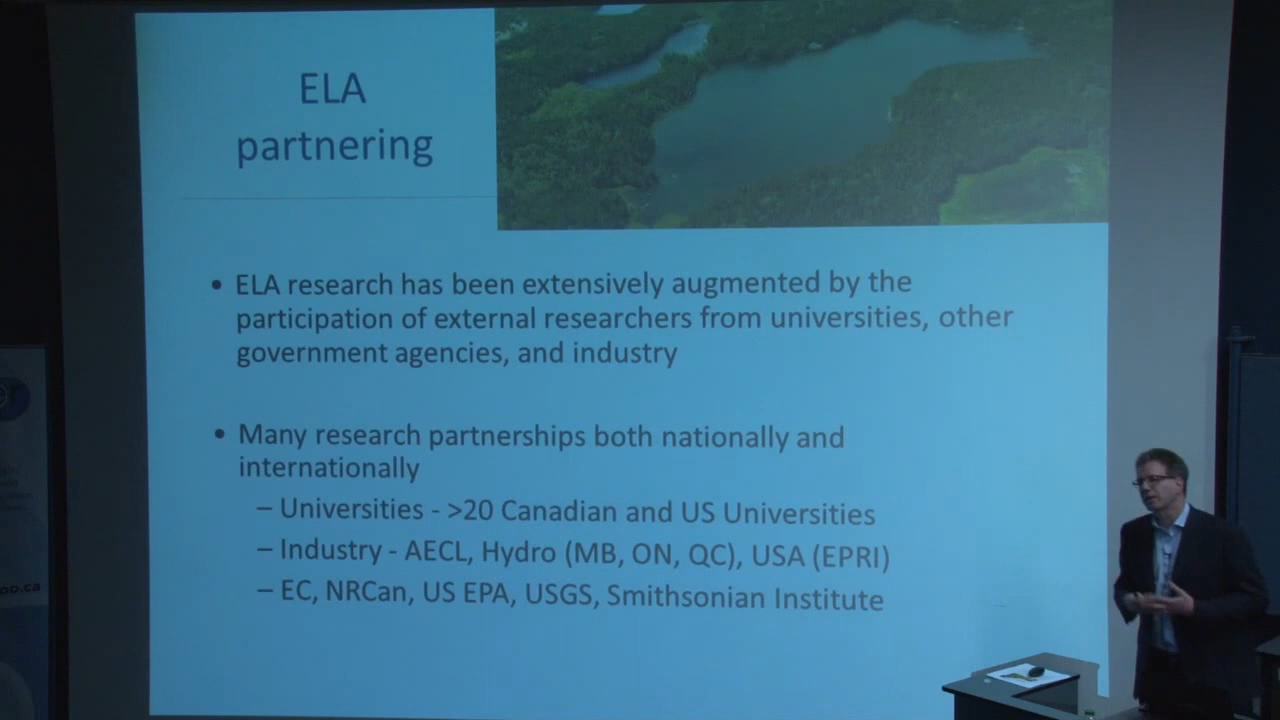 ELA
partnering
• ELA research has been extensively augmented by the
participation of external researchers from universities, other
government agencies, and industry
• Many research partnerships both nationally and
internationally
– Universities - >20 Canadian and US Universities
– Industry - AECL, Hydro (MB, ON, QC), USA (EPRI)
– EC, NRCan, US EPA, USGS, Smithsonian Institute
oo.ca